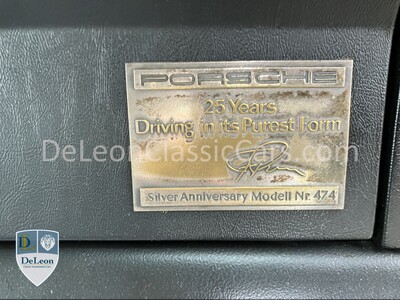 PORSCHE
25 Years
Driving in its Purest Form
DeLeonClassicCars.com
Silver Anniversary Modell Nr. 474
D
DeLeon